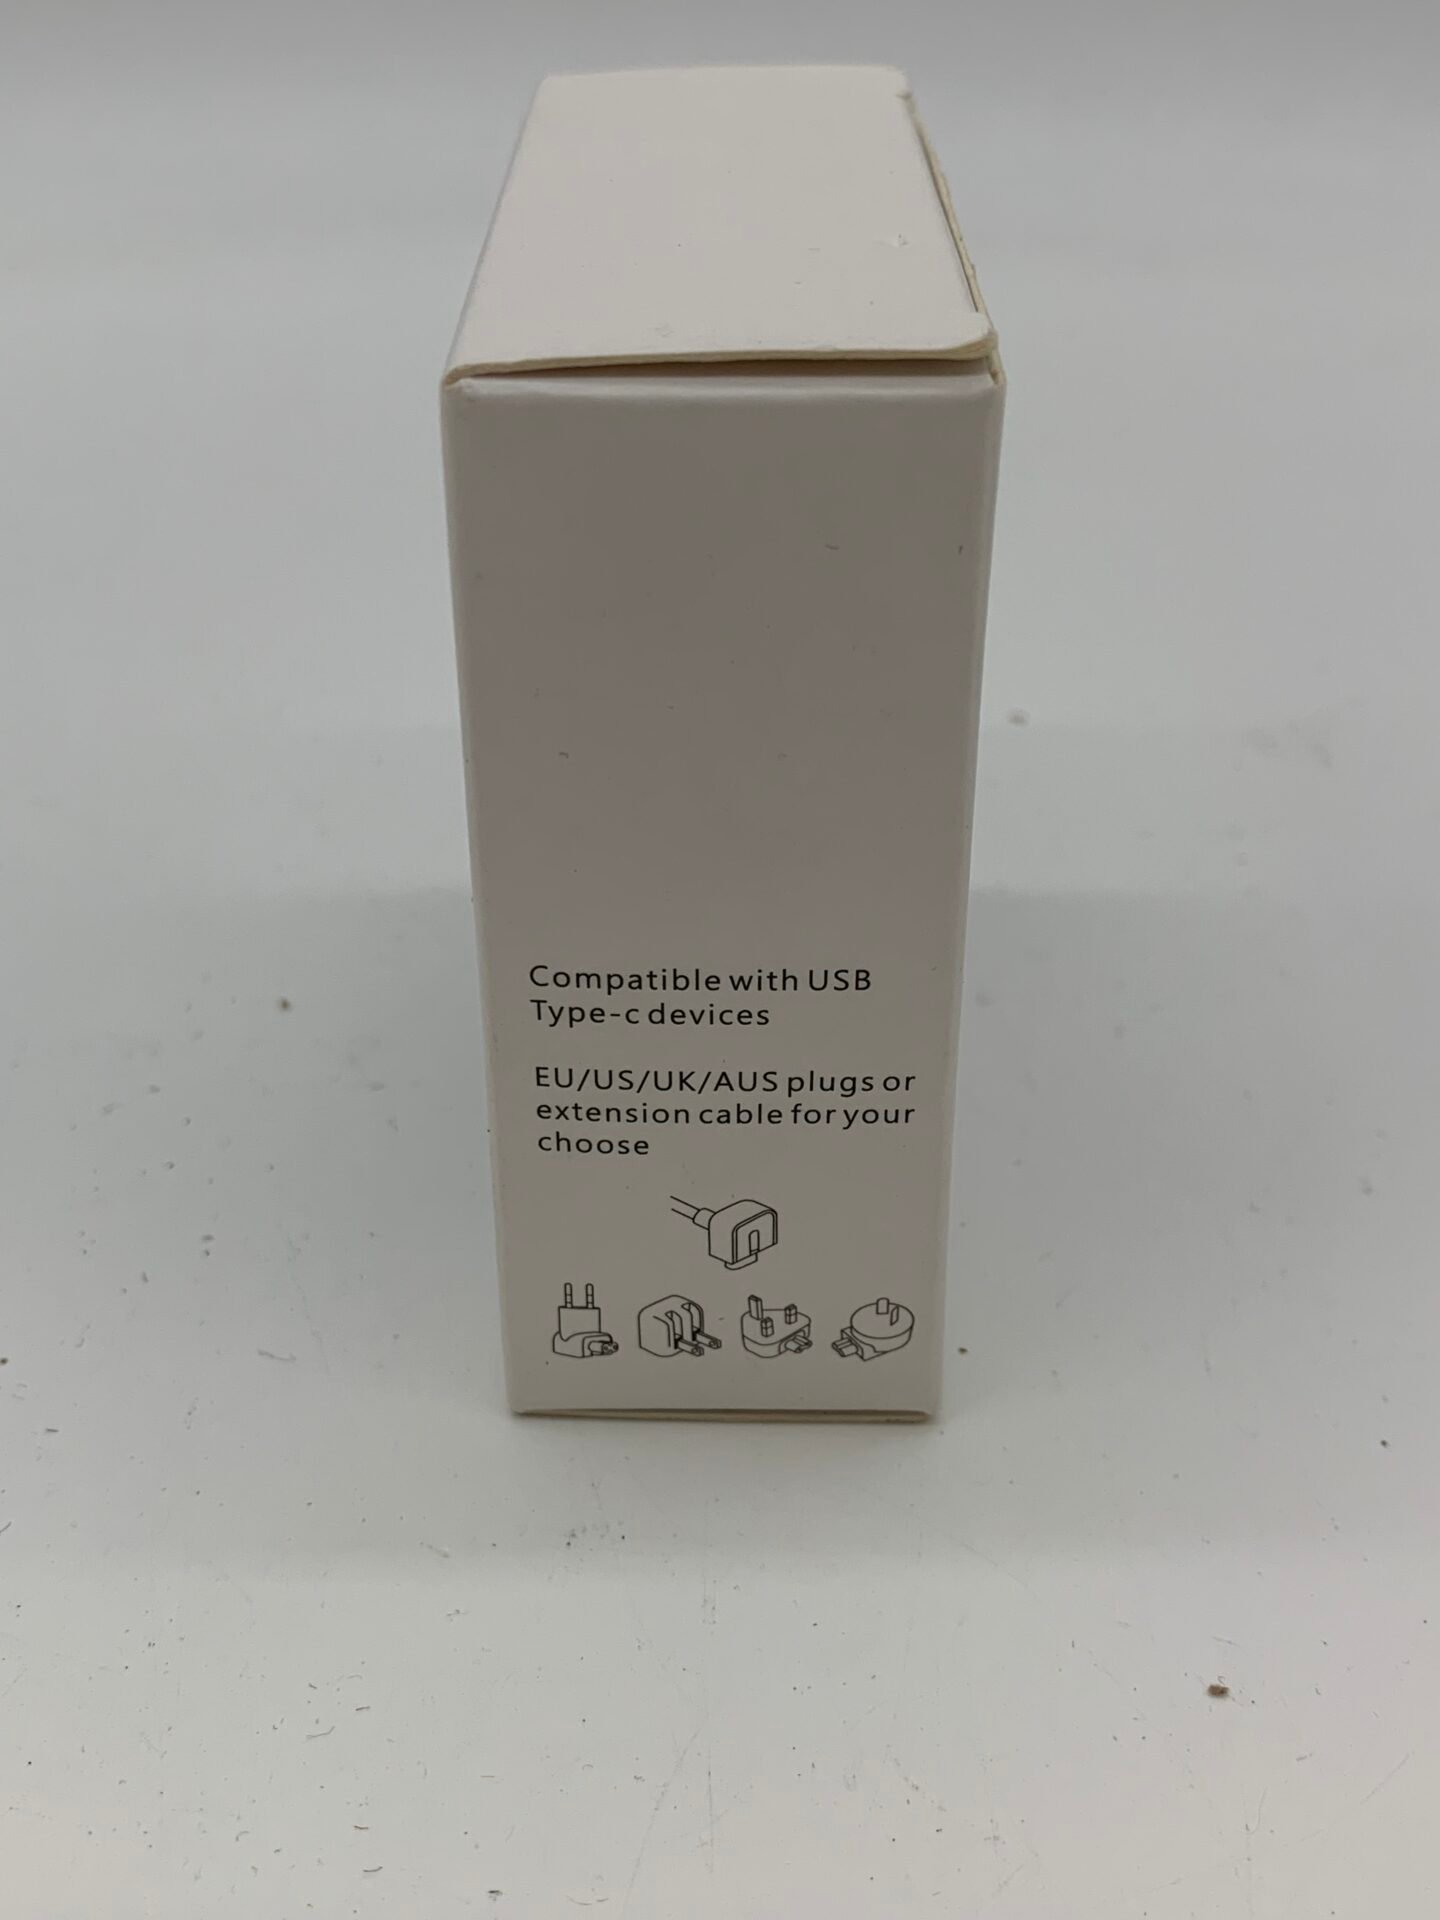 Compatible with USB
Type-c devices
EU/US/UK/AUS plugs or
extension cable for your
choose